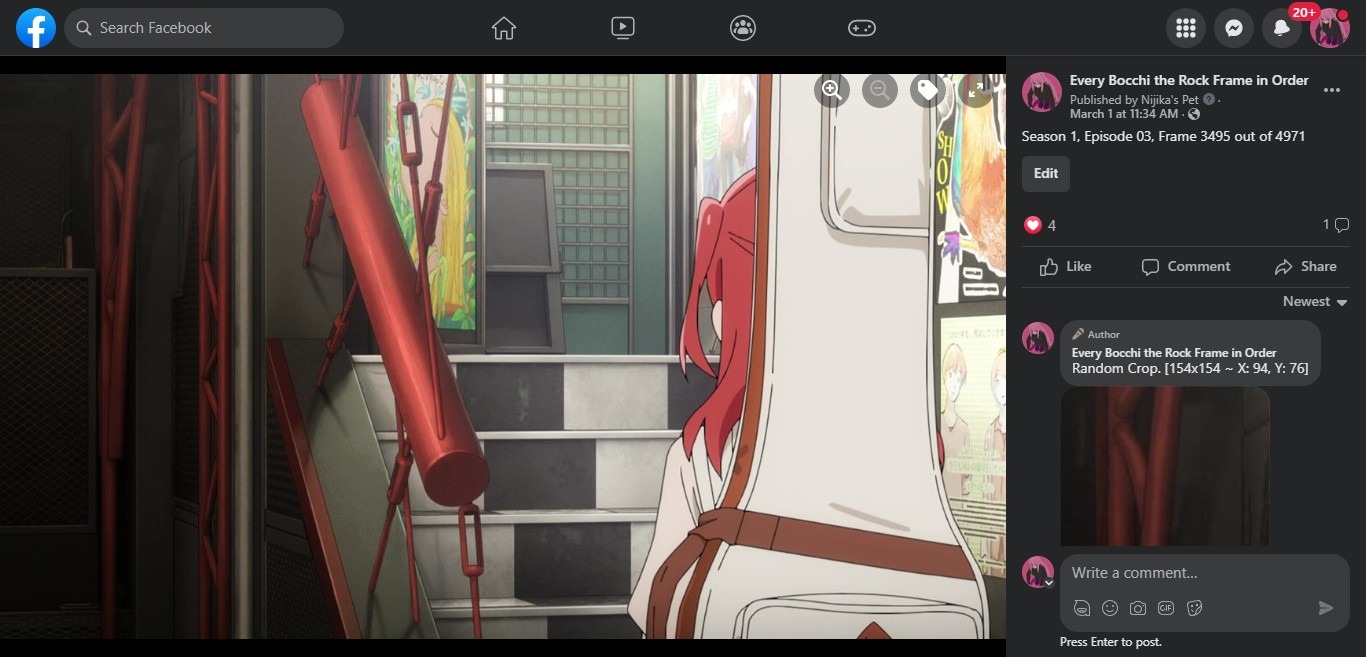 Search Facebook
20+
SHOW
Every Bocchi the Rock Frame in Order
Published by Nijika's Pet ·
March 1 at 11:34 AM ·
Season 1, Episode 03, Frame 3495 out of 4971
Edit
4
1
Like
Comment
Share
Newest
Author
Every Bocchi the Rock Frame in Order
Random Crop. [154x154 ~ X: 94, Y: 76]
Write a comment...
GIF
Press Enter to post.